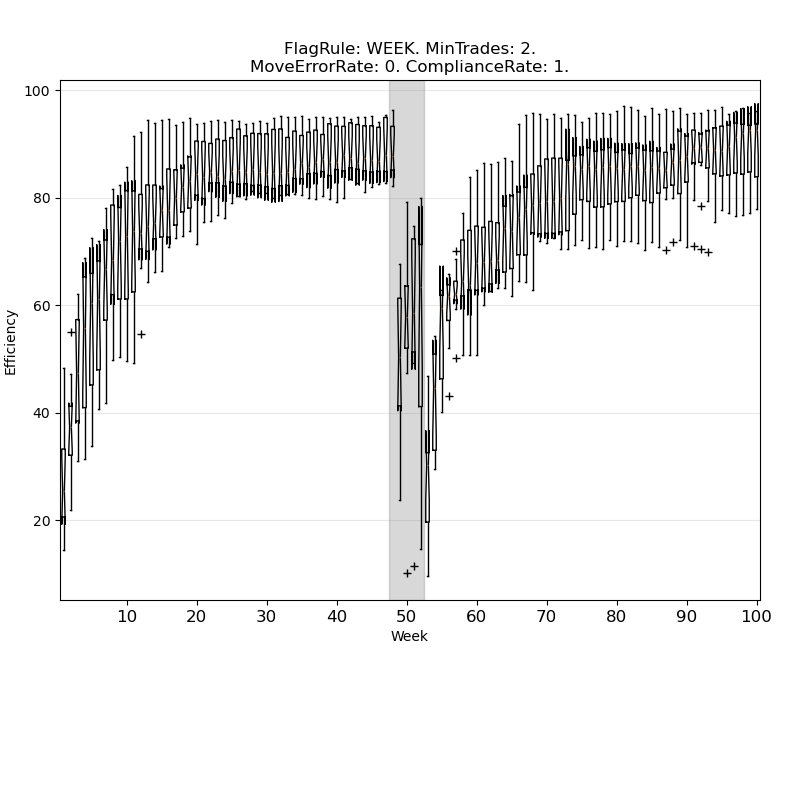 FlagRule: WEEK. MinTrades: 2.
MoveErrorRate: 0. ComplianceRate: 1.
100
80
60
40
20
Efficiency
10 20 30 40 50 60 70 80 90 100
Week